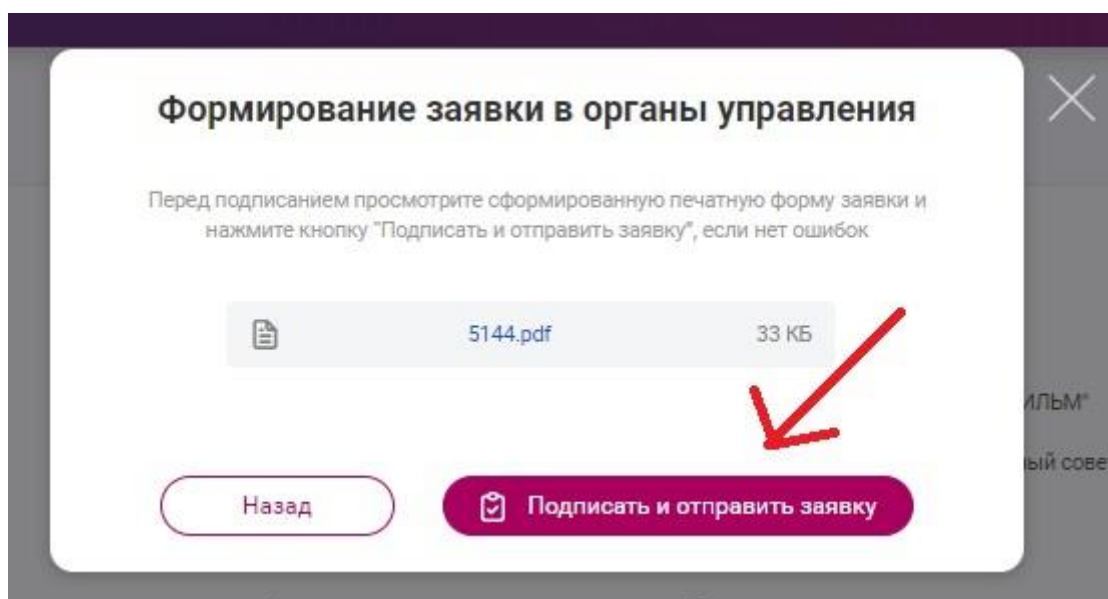 Формирование заявки в органы управления
Перед подписанием просмотрите сформированную печатную форму заявки и
нажмите кнопку "Подписать и отправить заявку", если нет ошибок
5144.pdf 33 КБ
Назад Подписать и отправить заявку